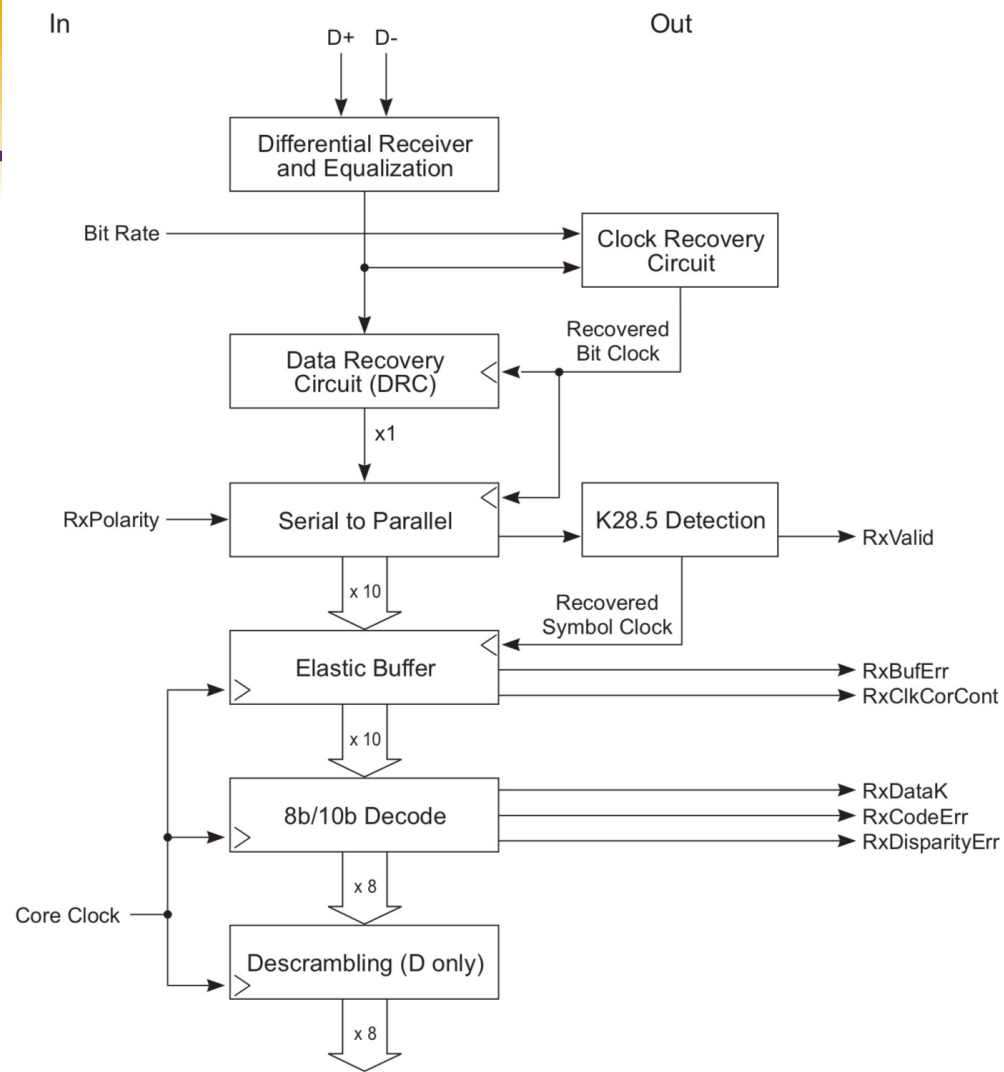 In
Out
D+ D-
Differential Receiver
and Equalization
Bit Rate
Clock Recovery
Circuit
Recovered
Bit Clock
Data Recovery
Circuit (DRC)
x1
RxPolarity
Serial to Parallel
K28.5 Detection
RxValid
x 10
Recovered
Symbol Clock
Elastic Buffer
RxBufErr
RxClkCorCont
x 10
8b/10b Decode
RxDataK
RxCodeErr
RxDisparityErr
x 8
Core Clock
Descrambling (D only)
x 8